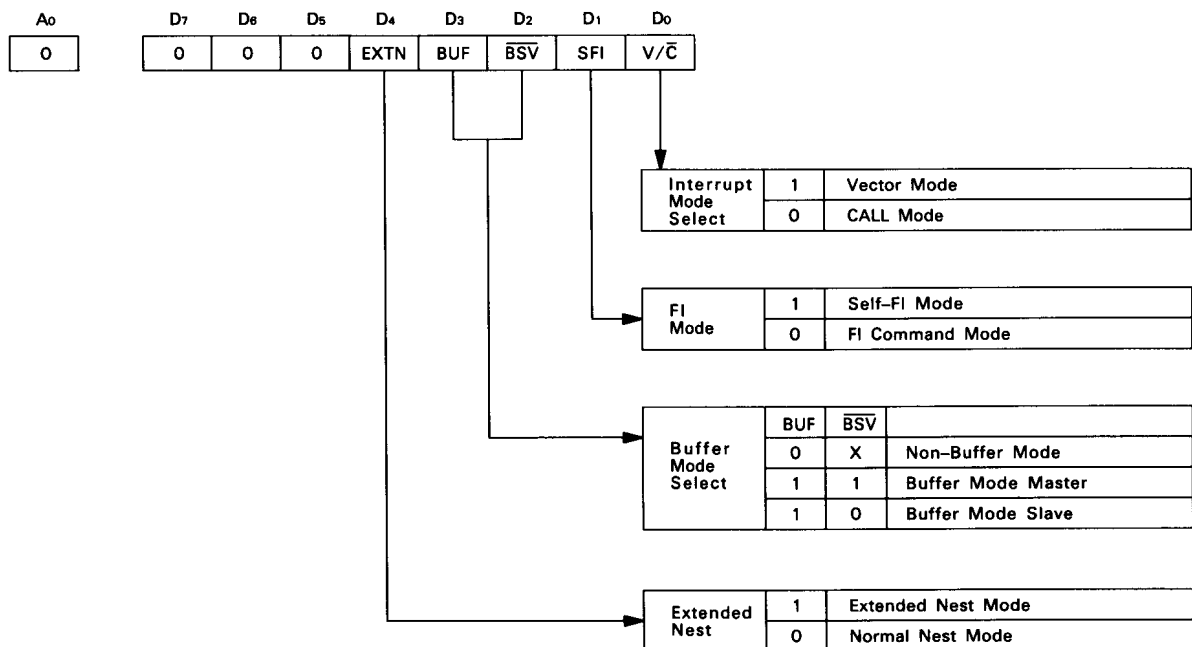 A0 D7 D6 D5 D4 D3 D2 D1 D0
0 0 0 0 EXTN BUF B̅S̅V̅ SFI V/C̅
Interrupt Mode Select
1 Vector Mode
0 CALL Mode
FI Mode
1 Self-FI Mode
0 FI Command Mode
Buffer Mode Select
BUF B̅S̅V̅
0 X Non-Buffer Mode
1 1 Buffer Mode Master
1 0 Buffer Mode Slave
Extended Nest
1 Extended Nest Mode
0 Normal Nest Mode